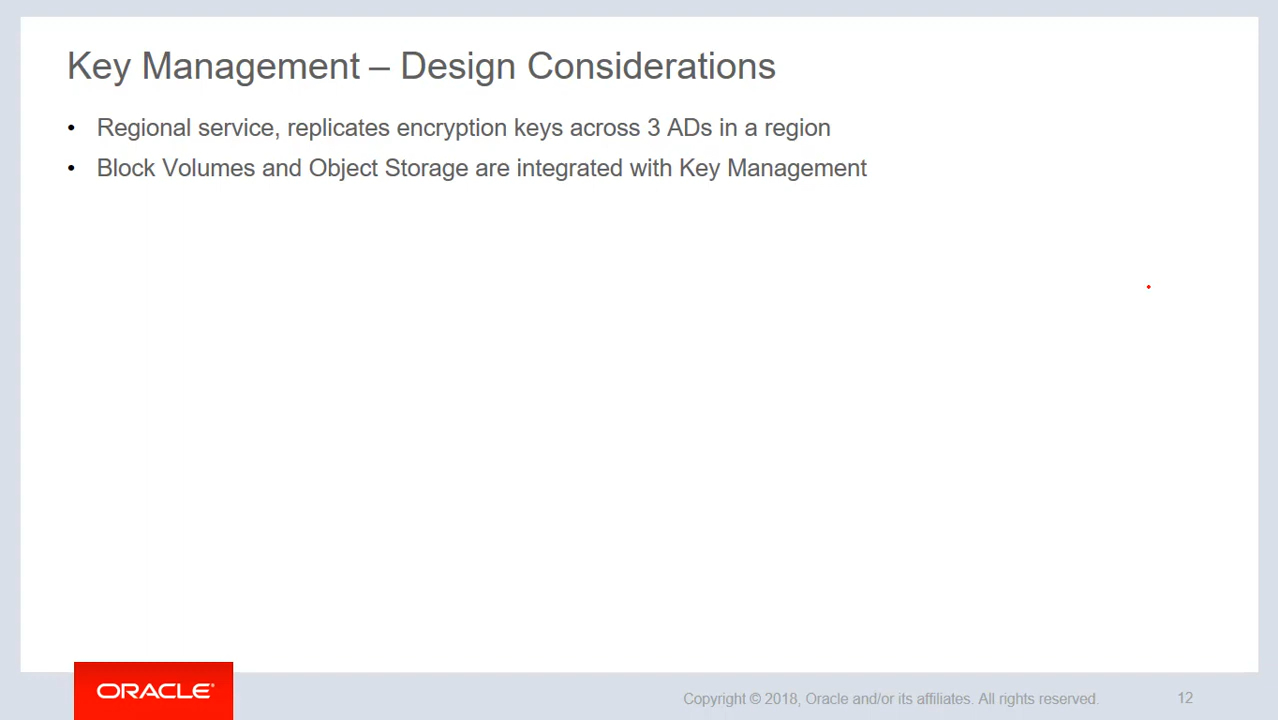 Key Management – Design Considerations
• Regional service, replicates encryption keys across 3 ADs in a region
• Block Volumes and Object Storage are integrated with Key Management
ORACLE®
Copyright © 2018, Oracle and/or its affiliates. All rights reserved.
12